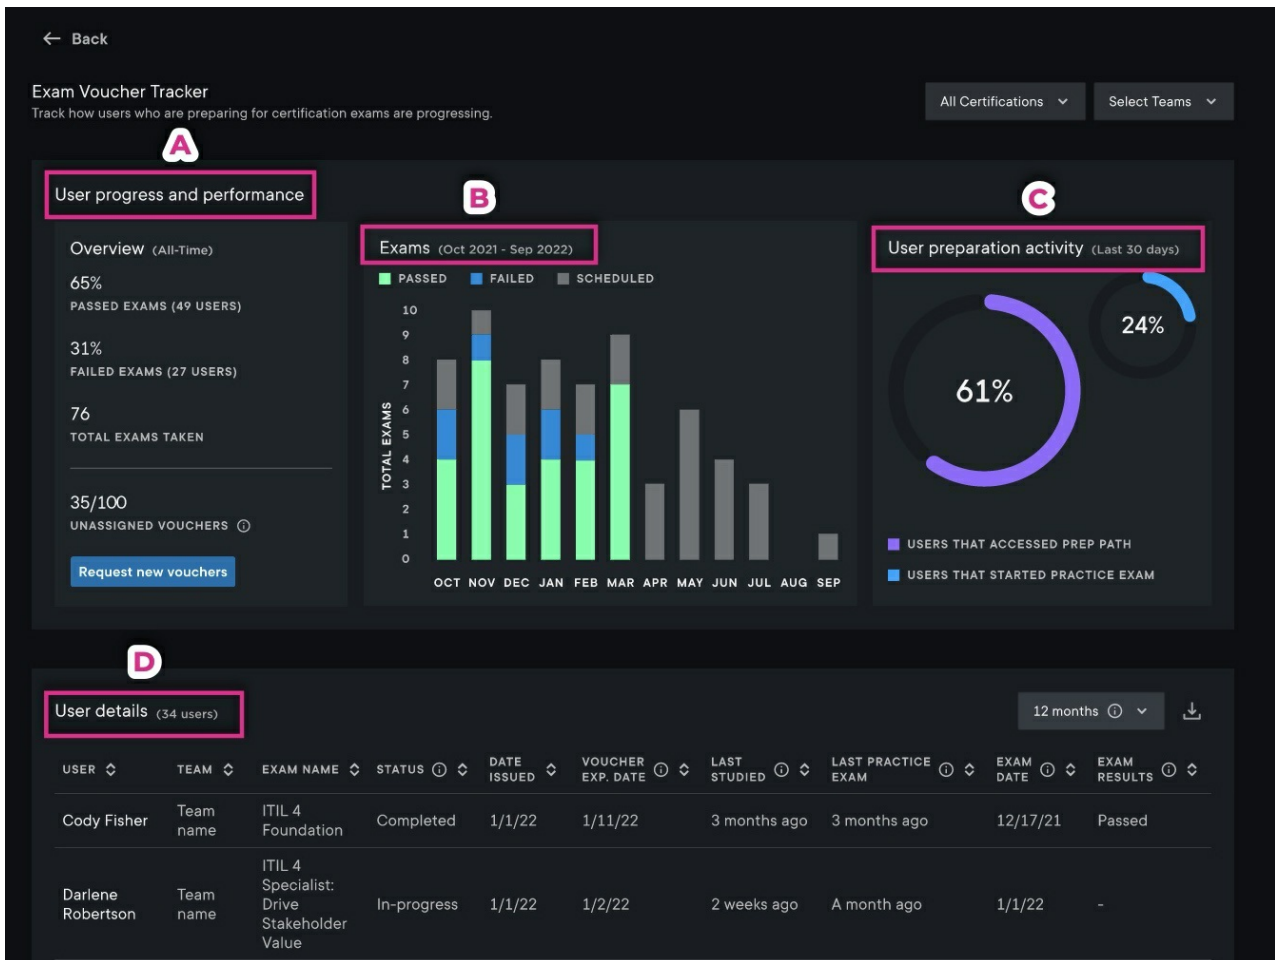 ← Back
Exam Voucher Tracker
Track how users who are preparing for certification exams are progressing.
All Certifications
Select Teams
A
User progress and performance
Overview (All-Time)
65%
PASSED EXAMS (49 USERS)
31%
FAILED EXAMS (27 USERS)
76
TOTAL EXAMS TAKEN
35/100
UNASSIGNED VOUCHERS
Request new vouchers
B
Exams (Oct 2021 - Sep 2022)
PASSED FAILED SCHEDULED
TOTAL EXAMS
10
9
8
7
6
5
4
3
2
1
0
OCT NOV DEC JAN FEB MAR APR MAY JUN JUL AUG SEP
C
User preparation activity (Last 30 days)
61%
24%
USERS THAT ACCESSED PREP PATH
USERS THAT STARTED PRACTICE EXAM
D
User details (34 users)
12 months
USER TEAM EXAM NAME STATUS DATE ISSUED VOUCHER EXP. DATE LAST STUDIED LAST PRACTICE EXAM EXAM DATE EXAM RESULTS
Cody Fisher Team name ITIL 4 Foundation Completed 1/1/22 1/11/22 3 months ago 3 months ago 12/17/21 Passed
Darlene Robertson Team name ITIL 4 Specialist: Drive Stakeholder Value In-progress 1/1/22 1/2/22 2 weeks ago A month ago 1/1/22 -